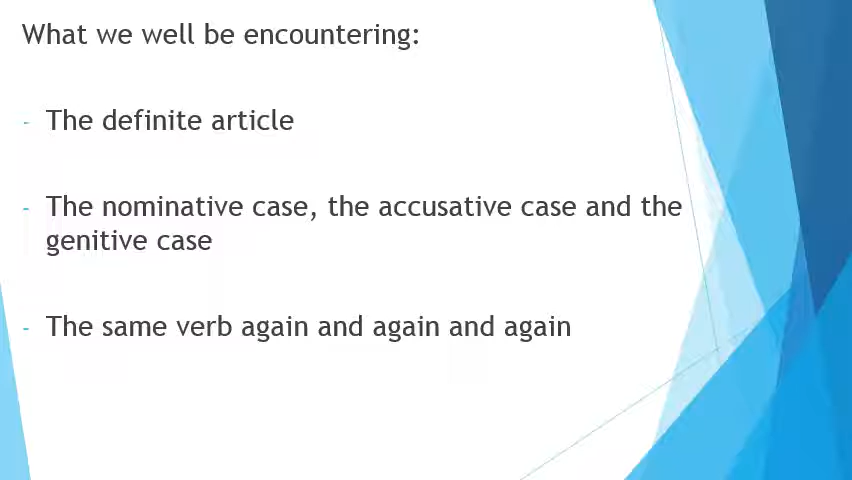 What we well be encountering:
- The definite article
- The nominative case, the accusative case and the
genitive case
- The same verb again and again and again